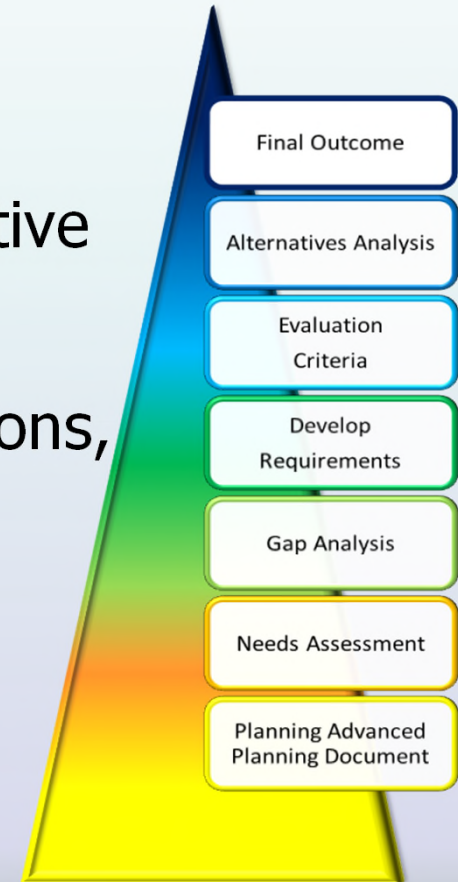 tive
ons,
Final Outcome
Alternatives Analysis
Evaluation
Criteria
Develop
Requirements
Gap Analysis
Needs Assessment
Planning Advanced
Planning Document